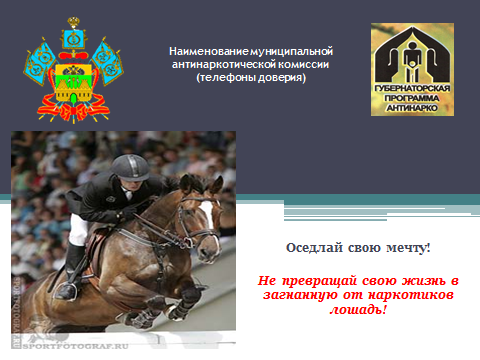 Наименование муниципальной
антинаркотической комиссии
(телефоны доверия)
ГУБЕРНАТОРСКАЯ
ПРОГРАММА
АНТИНАРКО
Оседлай свою мечту!
Не превращай свою жизнь в
загнанную от наркотиков
лошадь!
SPORTFOTOGRAF.RU